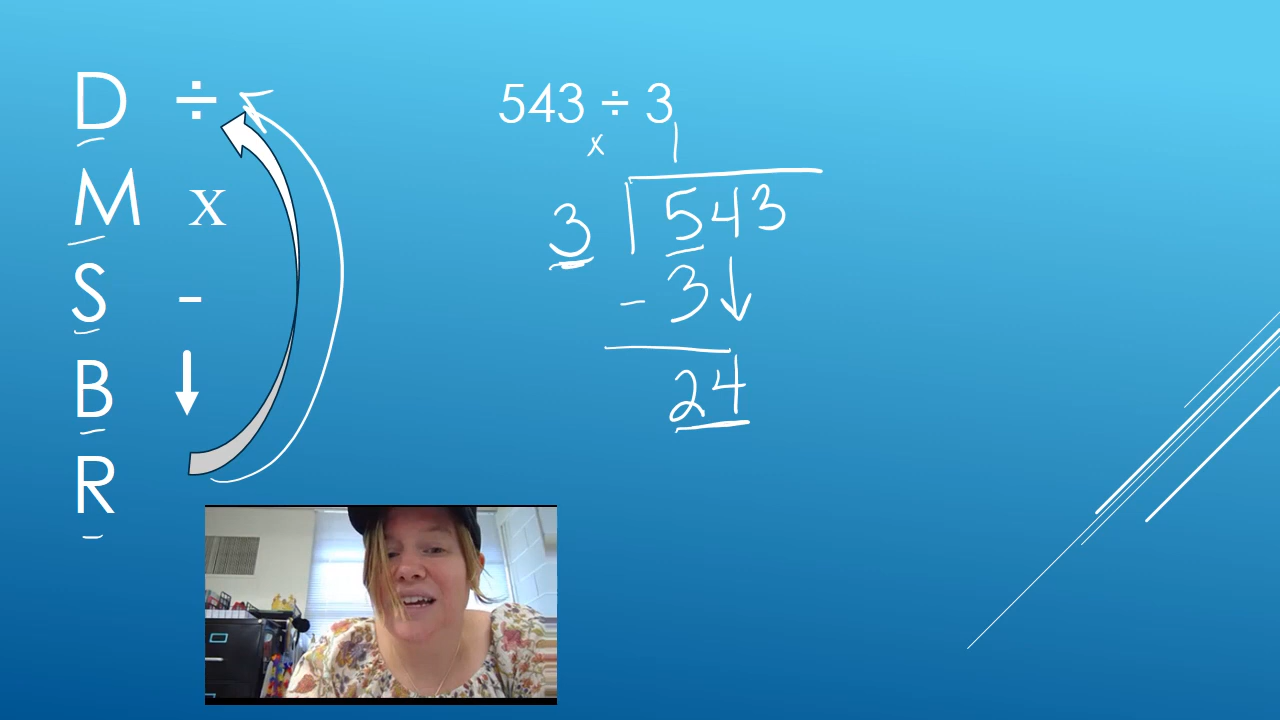 D ÷
M x
S -
B ↓
R
543 ÷ 3
x 1
3 543
- 3 ↓
24